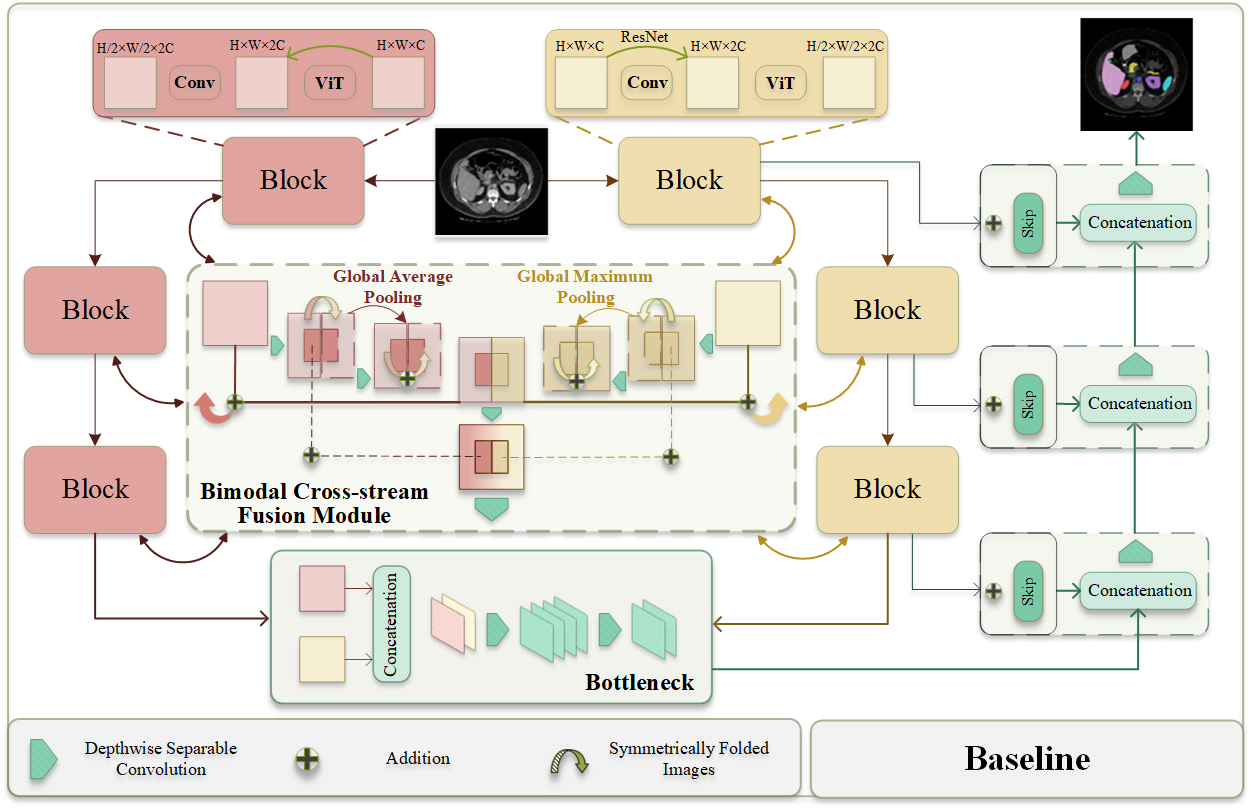 H/2×W/2×2C
H×W×2C
H×W×C
Conv
ViT
H×W×C
ResNet
H×W×2C
H/2×W/2×2C
Conv
ViT
Block
Block
Skip
Concatenation
Block
Global Average
Pooling
Global Maximum
Pooling
Block
Skip
Concatenation
Block
Bimodal Cross-stream
Fusion Module
Block
Skip
Concatenation
Concatenation
Bottleneck
Depthwise Separable
Convolution
Addition
Symmetrically Folded
Images
Baseline